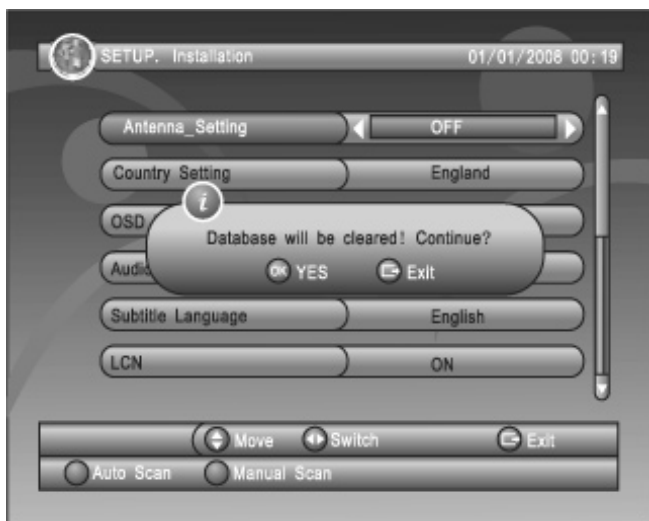 SETUP. Installation 01/01/2008 00:19
Antenna_Setting OFF
Country Setting England
i
OSD
Database will be cleared! Continue?
Audio
OK YES Exit
Subtitle Language English
LCN ON
Move Switch Exit
Auto Scan Manual Scan